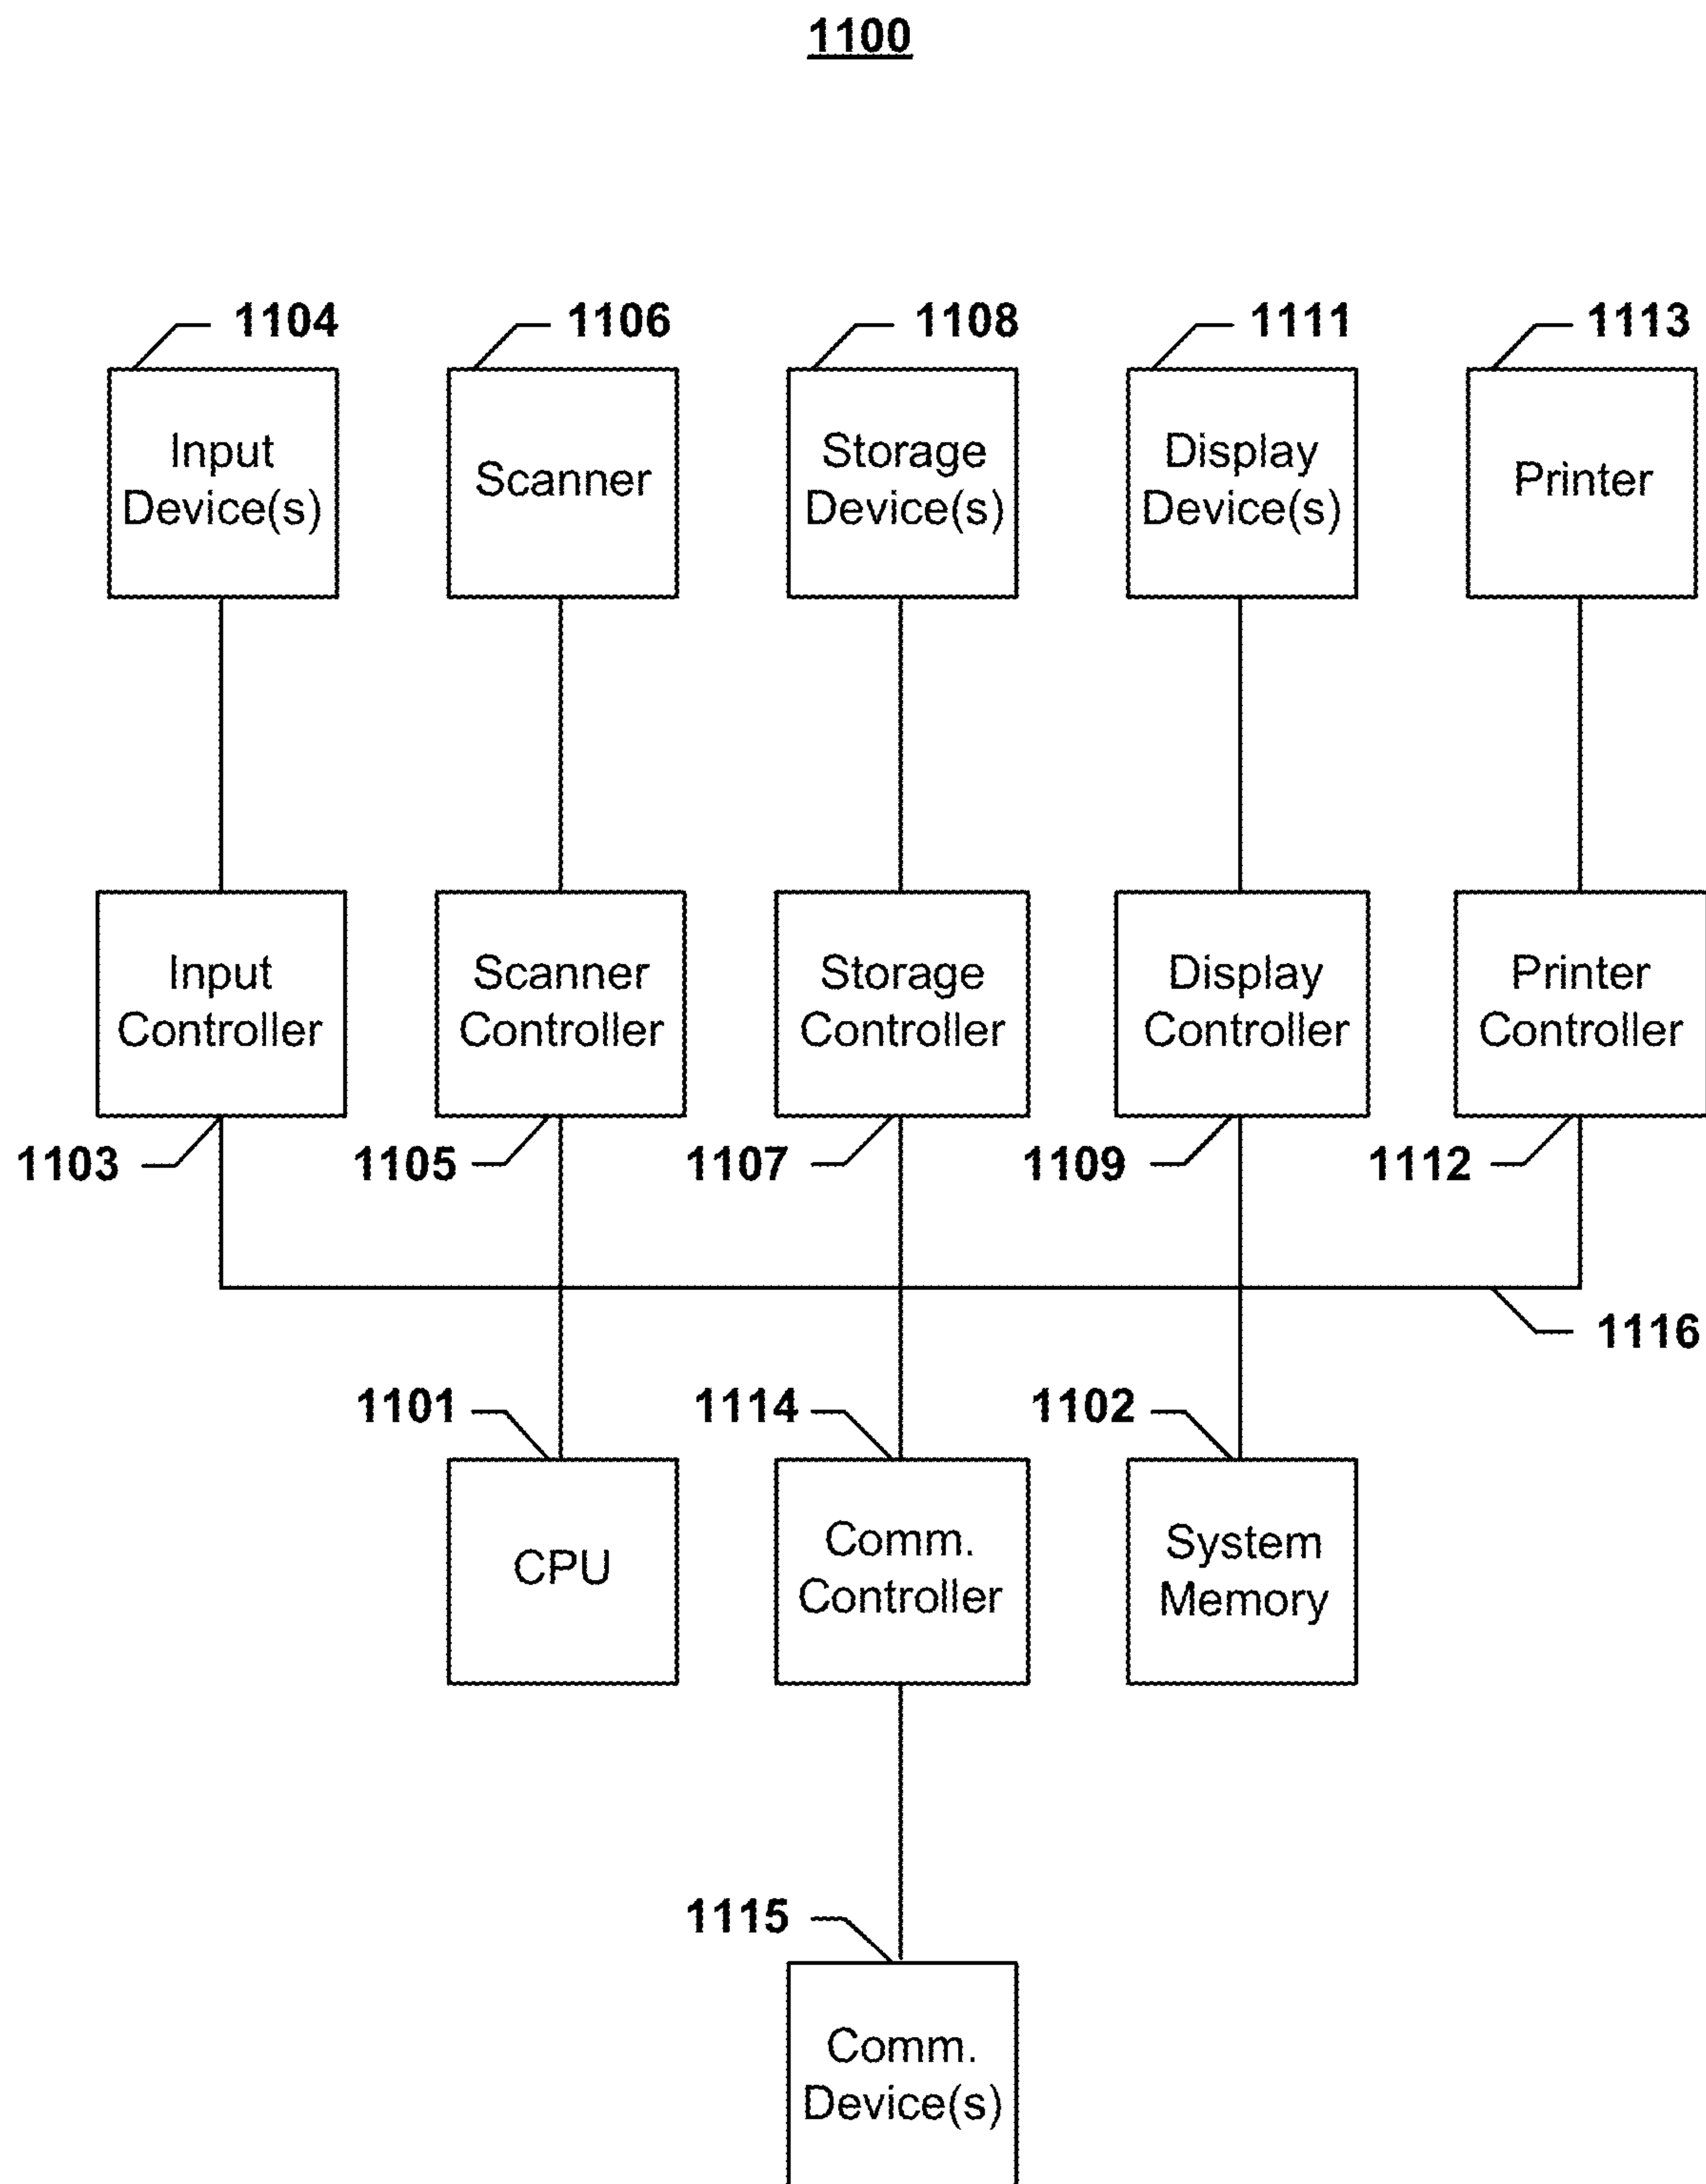 1100
1104
1106
1108
1111
1113
Input
Device(s)
Scanner
Storage
Device(s)
Display
Device(s)
Printer
Input
Controller
Scanner
Controller
Storage
Controller
Display
Controller
Printer
Controller
1103
1105
1107
1109
1112
1116
1101
1114
1102
CPU
Comm.
Controller
System
Memory
1115
Comm.
Device(s)